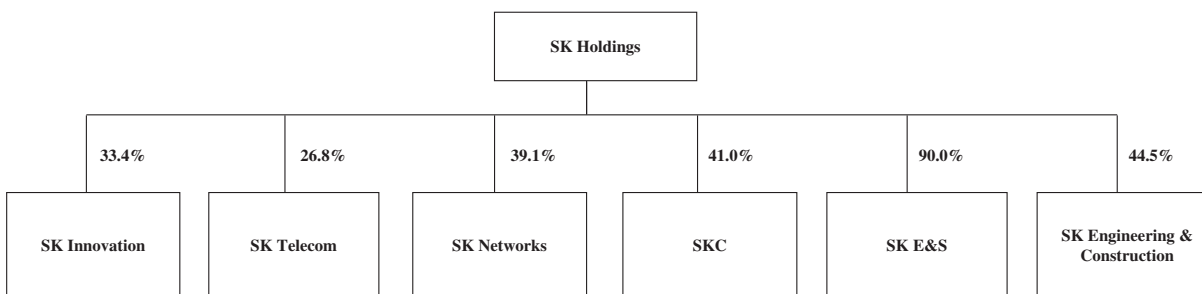 SK Holdings
33.4%
26.8%
39.1%
41.0%
90.0%
44.5%
SK Innovation
SK Telecom
SK Networks
SKC
SK E&S
SK Engineering &
Construction